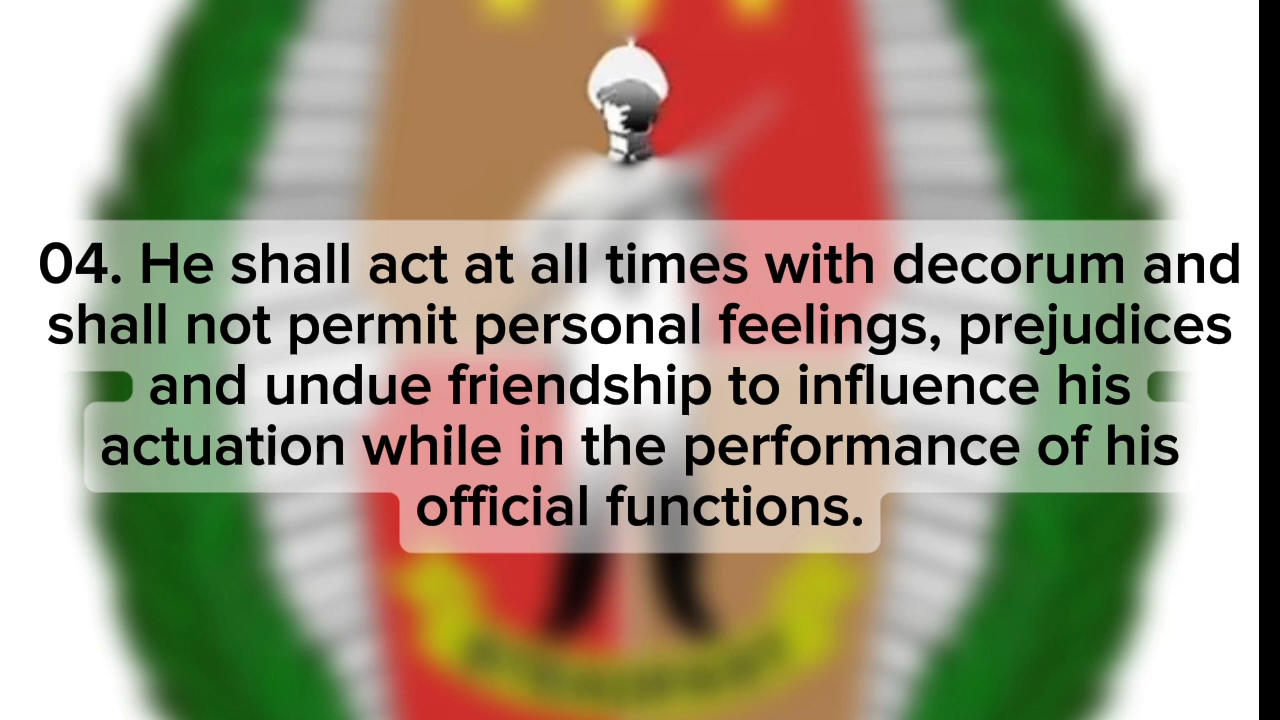 04. He shall act at all times with decorum and
shall not permit personal feelings, prejudices
and undue friendship to influence his
actuation while in the performance of his
official functions.